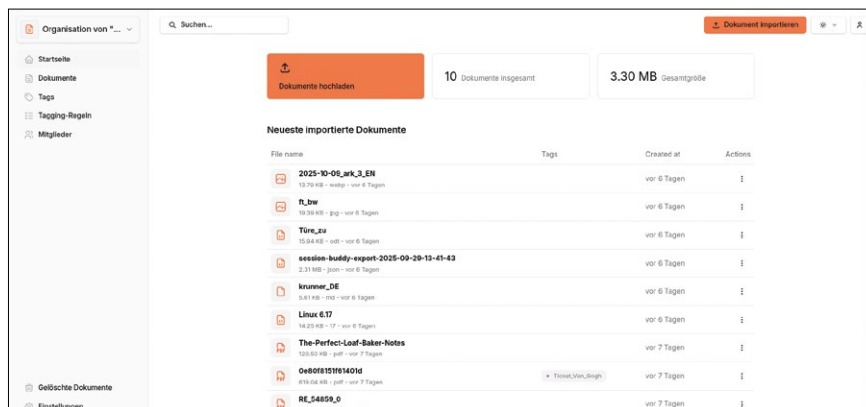 Organisation von "...
Suchen...
Dokument importieren
Startseite
Dokumente
Tags
Tagging-Regeln
Mitglieder
Gelöschte Dokumente
Einstellungen
Dokumente hochladen
10 Dokumente insgesamt
3.30 MB Gesamtgröße
Neueste importierte Dokumente
File name Tags Created at Actions
2025-10-09_ark_3_EN
13.79 KB - webp - vor 6 Tagen
vor 6 Tagen
ft_bw
19.39 KB - jpg - vor 6 Tagen
vor 6 Tagen
Türe_zu
15.94 KB - odt - vor 6 Tagen
vor 6 Tagen
session-buddy-export-2025-09-29-13-41-43
2.31 MB - json - vor 6 Tagen
vor 6 Tagen
krunner_DE
5.61 KB - md - vor 6 Tagen
vor 6 Tagen
Linux 6.17
14.25 KB - 17 - vor 6 Tagen
vor 6 Tagen
The-Perfect-Loaf-Baker-Notes
123.50 KB - pdf - vor 7 Tagen
vor 7 Tagen
0e80f8151f61401d
619.04 KB - pdf - vor 7 Tagen
Ticket_Van_Gogh
vor 7 Tagen
RE_54859_0
vor 7 Tagen